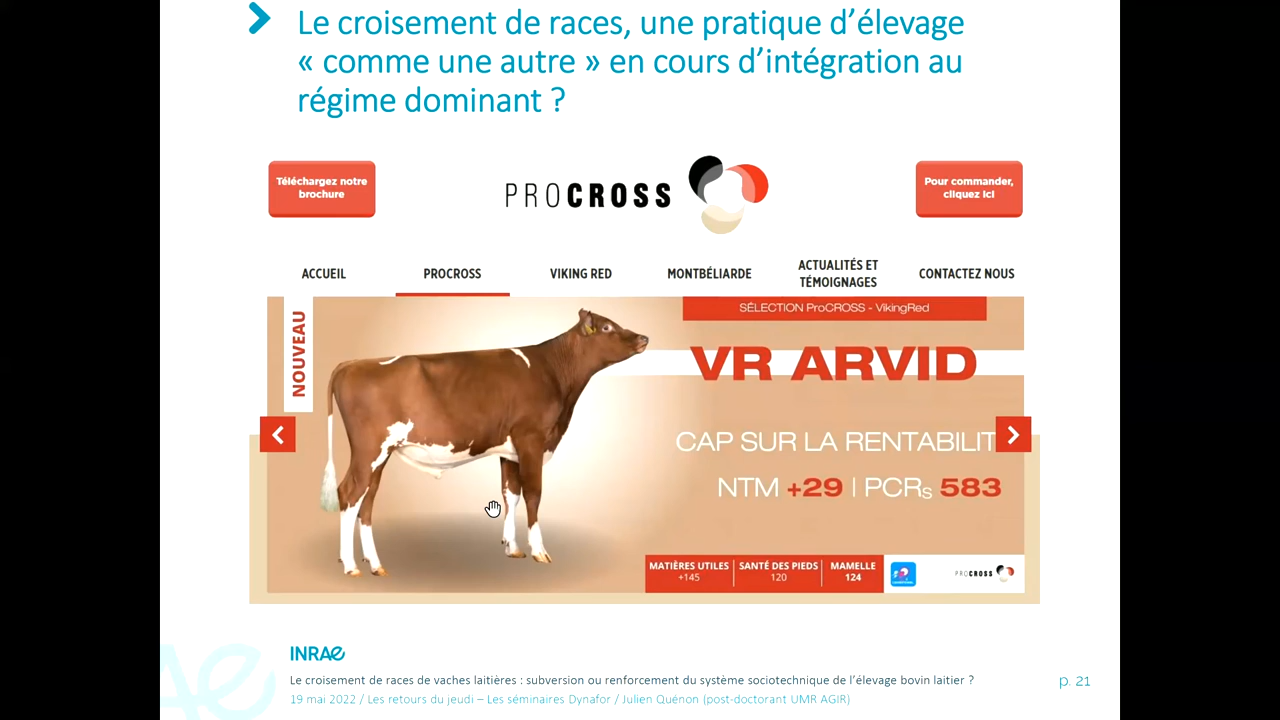 Le croisement de races, une pratique d’élevage
« comme une autre » en cours d’intégration au
régime dominant ?
Téléchargez notre
brochure
PROCROSS
Pour commander,
cliquez ici
ACCUEIL
PROCROSS
VIKING RED
MONTBÉLIARDE
ACTUALITÉS ET
TÉMOIGNAGES
CONTACTEZ NOUS
NOUVEAU
SÉLECTION ProCROSS - VikingRed
VR ARVID
CAP SUR LA RENTABILIT
NTM +29 | PCRs 583
MATIÈRES UTILES
+145
SANTÉ DES PIEDS
120
MAMELLE
124
PROCROSS
INRAE
Le croisement de races de vaches laitières : subversion ou renforcement du système sociotechnique de l’élevage bovin laitier ?
19 mai 2022 / Les retours du jeudi – Les séminaires Dynafor / Julien Quénon (post-doctorant UMR AGIR)
p. 21